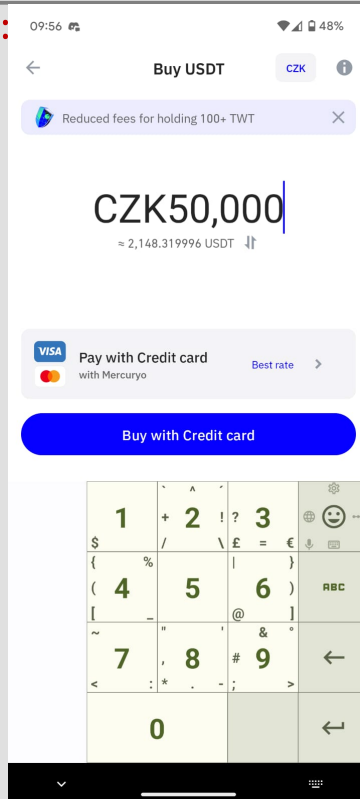 09:56 48%
Buy USDT CZK
Reduced fees for holding 100+ TWT
CZK50,000
≈ 2,148.319996 USDT
VISA
Pay with Credit card
with Mercuryo
Best rate
Buy with Credit card
` ^ ´
1 + 2 ! ? 3
$ / \ £ = €
{ % | }
( 4 5 6 ) ABC
[ _ @ ]
~ " ' & °
7 , 8 # 9
< : * . - ; >
0